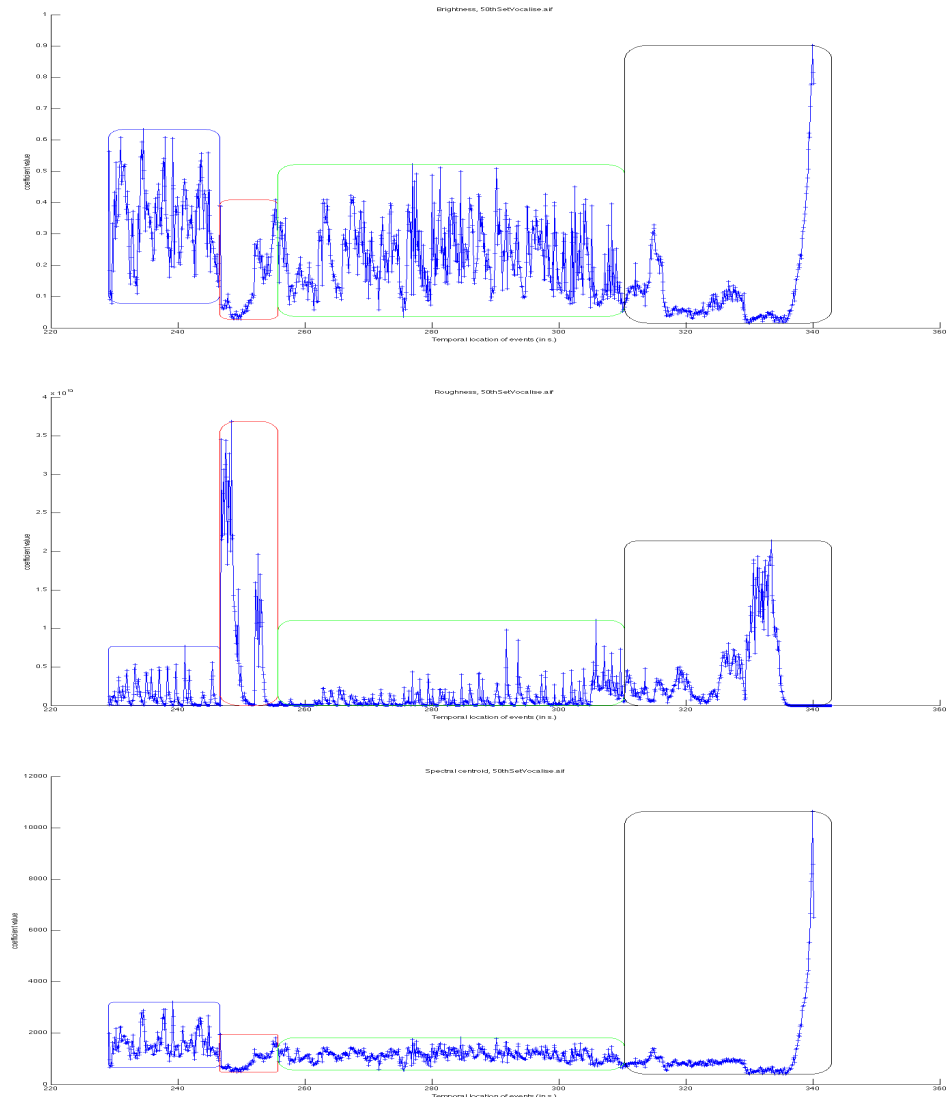 Brightness, 50thSetVocalise.aif
1
0.9
0.8
0.7
0.6
0.5
0.4
0.3
0.2
0.1
0
coefficient value
220 240 260 280 300 320 340 360
Temporal location of events (in s.)
Roughness, 50thSetVocalise.aif
x 10
4
3.5
3
2.5
2
1.5
1
0.5
0
coefficient value
220 240 260 280 300 320 340 360
Temporal location of events (in s.)
Spectral centroid, 50thSetVocalise.aif
12000
10000
8000
6000
4000
2000
0
coefficient value
220 240 260 280 300 320 340 360
Temporal location of events (in s.)